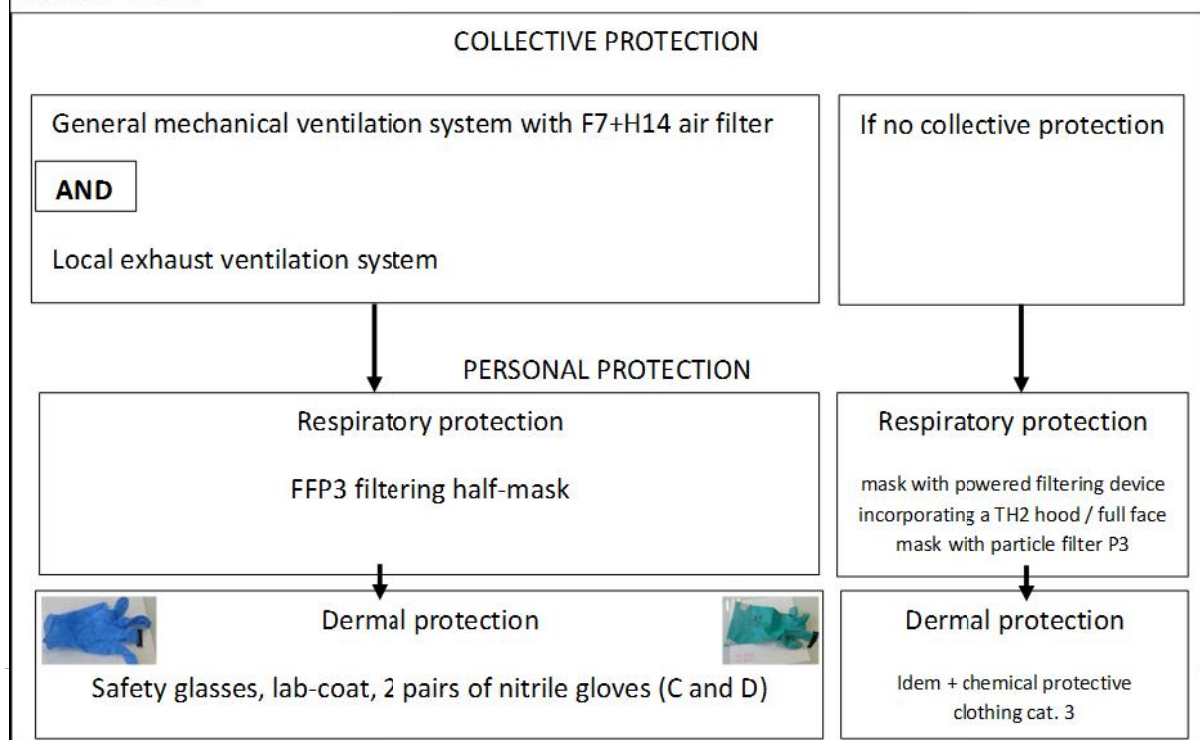 COLLECTIVE PROTECTION
General mechanical ventilation system with F7+H14 air filter
AND
Local exhaust ventilation system
If no collective protection
PERSONAL PROTECTION
Respiratory protection
FFP3 filtering half-mask
Respiratory protection
mask with powered filtering device
incorporating a TH2 hood / full face
mask with particle filter P3
Dermal protection
Safety glasses, lab-coat, 2 pairs of nitrile gloves (C and D)
Dermal protection
Idem + chemical protective
clothing cat. 3